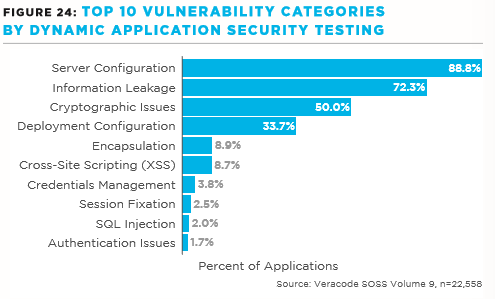 FIGURE 24: TOP 10 VULNERABILITY CATEGORIES
BY DYNAMIC APPLICATION SECURITY TESTING
Server Configuration 88.8%
Information Leakage 72.3%
Cryptographic Issues 50.0%
Deployment Configuration 33.7%
Encapsulation 8.9%
Cross-Site Scripting (XSS) 8.7%
Credentials Management 3.8%
Session Fixation 2.5%
SQL Injection 2.0%
Authentication Issues 1.7%
Percent of Applications
Source: Veracode SOSS Volume 9, n=22,558